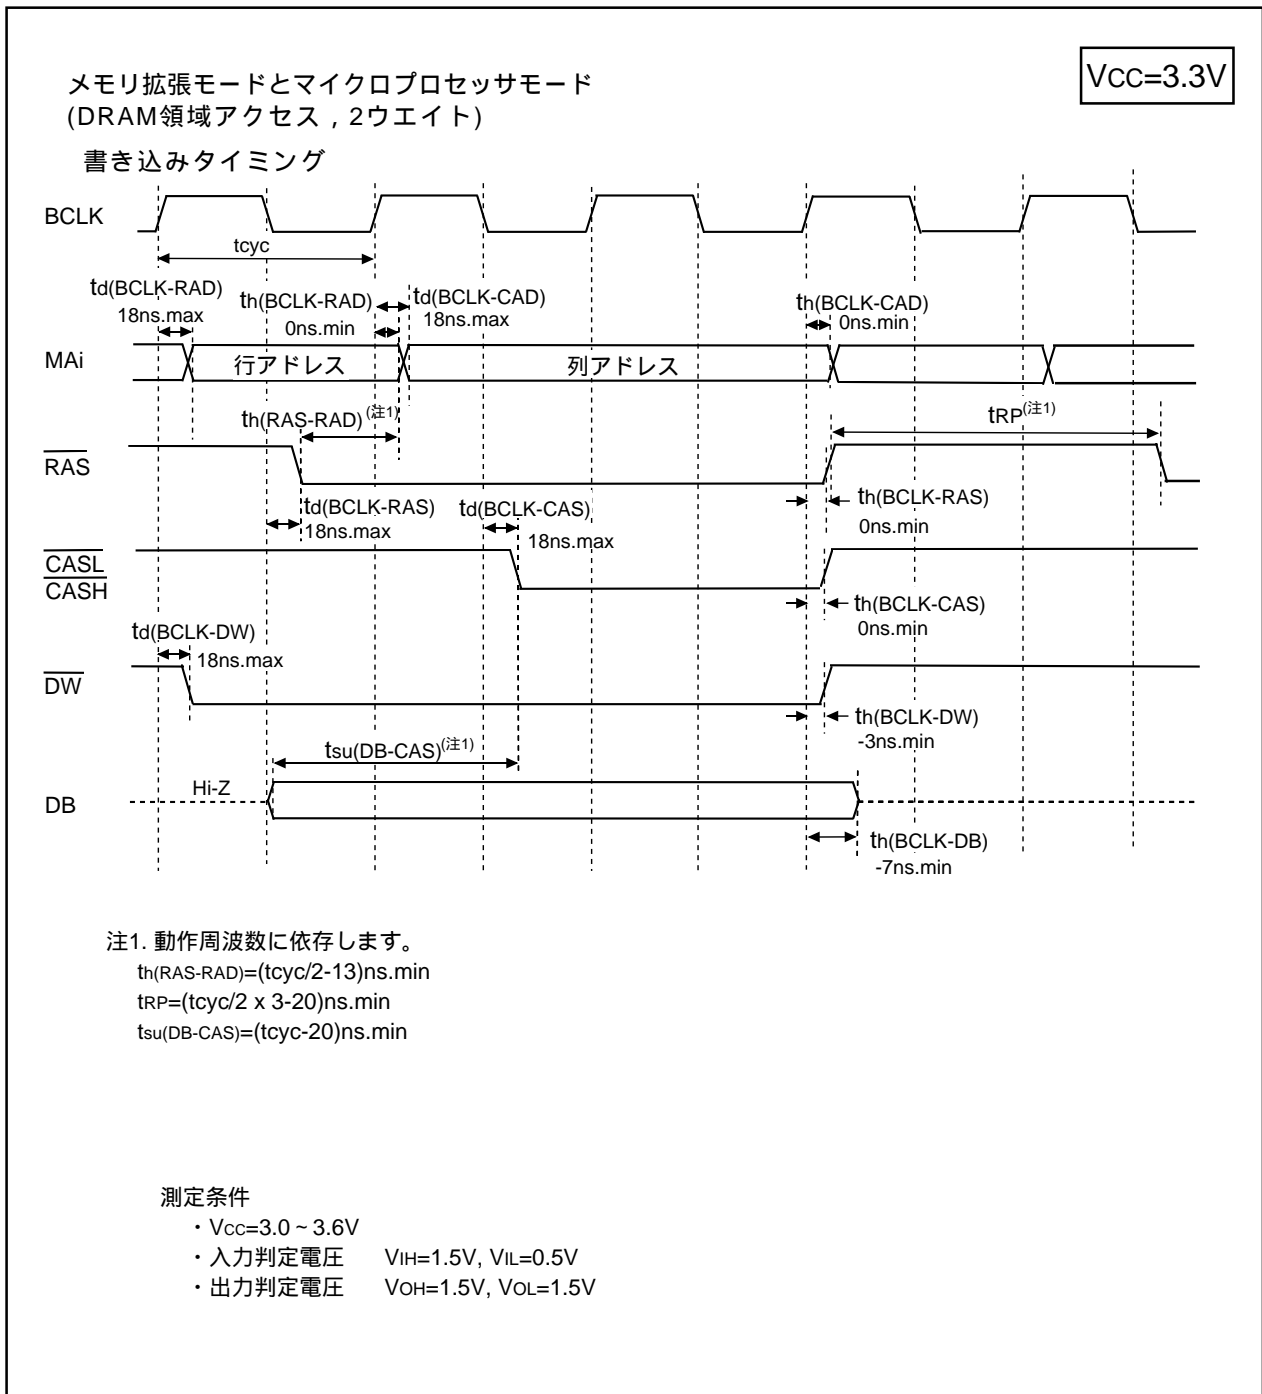 VCC=3.3V
メモリ拡張モードとマイクロプロセッサモード
(DRAM領域アクセス , 2ウエイト)
書き込みタイミング
BCLK
tcyc
td(BCLK-RAD)
18ns.max
th(BCLK-RAD)
0ns.min
td(BCLK-CAD)
18ns.max
th(BCLK-CAD)
0ns.min
MAi
行アドレス
列アドレス
th(RAS-RAD)(注1)
tRP(注1)
RAS
td(BCLK-RAS)
18ns.max
td(BCLK-CAS)
18ns.max
th(BCLK-RAS)
0ns.min
CASL
CASH
th(BCLK-CAS)
0ns.min
td(BCLK-DW)
18ns.max
DW
th(BCLK-DW)
-3ns.min
tsu(DB-CAS)(注1)
DB
Hi-Z
th(BCLK-DB)
-7ns.min
注1. 動作周波数に依存します。
th(RAS-RAD)=(tcyc/2-13)ns.min
tRP=(tcyc/2 x 3-20)ns.min
tsu(DB-CAS)=(tcyc-20)ns.min
測定条件
・VCC=3.0～3.6V
・入力判定電圧 VIH=1.5V, VIL=0.5V
・出力判定電圧 VOH=1.5V, VOL=1.5V